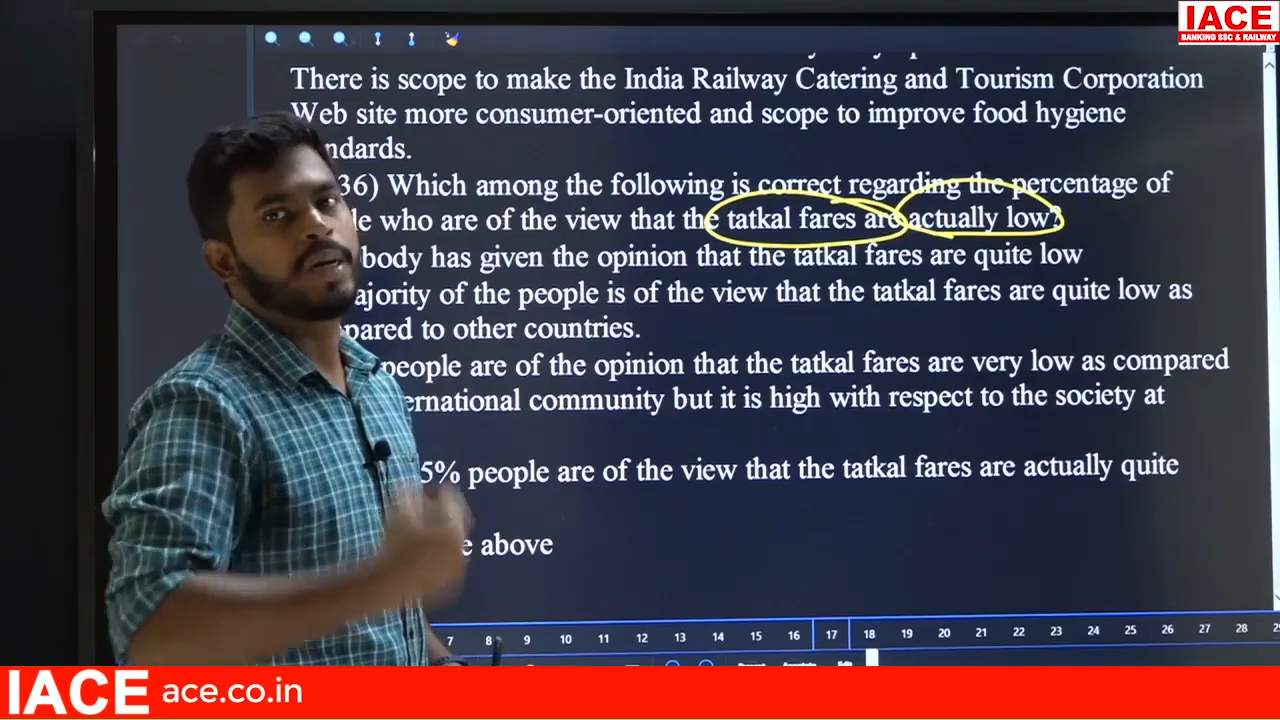 IACE
BANKING SSC & RAILWAY
There is scope to make the India Railway Catering and Tourism Corporation
Web site more consumer-oriented and scope to improve food hygiene
ndards.
36) Which among the following is correct regarding the percentage of
le who are of the view that the tatkal fares are actually low?
body has given the opinion that the tatkal fares are quite low
ajority of the people is of the view that the tatkal fares are quite low as
pared to other countries.
people are of the opinion that the tatkal fares are very low as compared
ernational community but it is high with respect to the society at
5% people are of the view that the tatkal fares are actually quite
e above
7 8 9 10 11 12 13 14 15 16 17 18 19 20 21 22 23 24 25 26 27 28 29
IACE ace.co.in